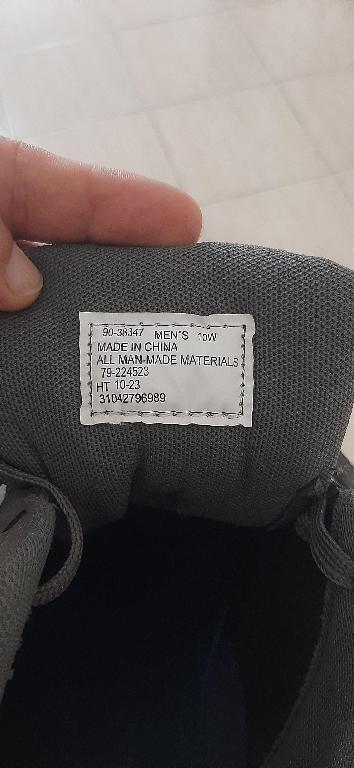 90-38347 MEN'S 10W
MADE IN CHINA
ALL MAN-MADE MATERIALS
79-224523
HT 10-23
31042796989